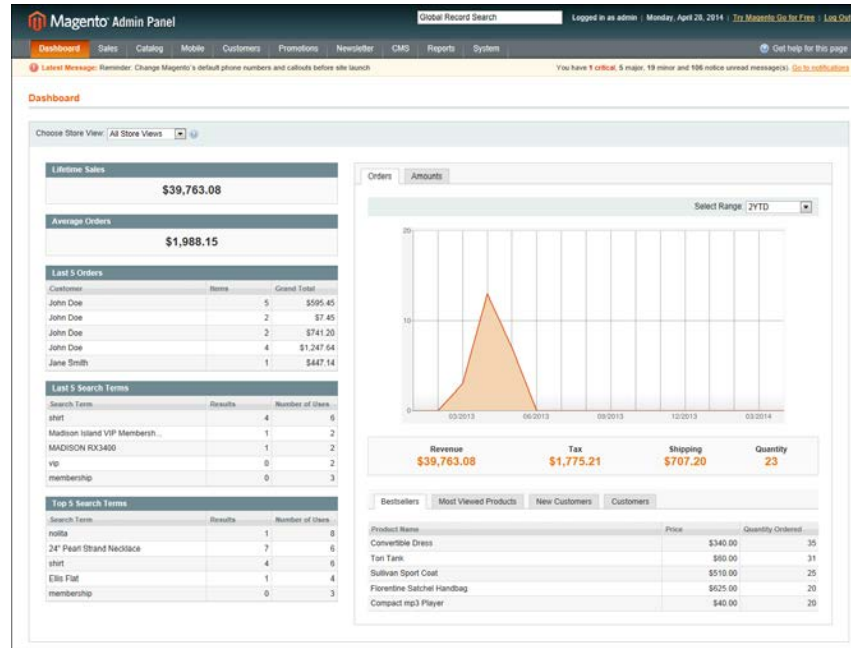 Magento Admin Panel
Global Record Search
Logged in as admin | Monday, April 28, 2014 | Try Magento Go for Free | Log Out
Dashboard Sales Catalog Mobile Customers Promotions Newsletter CMS Reports System
Get help for this page
Latest Message: Reminder: Change Magento's default phone numbers and callouts before site launch
You have 1 critical, 5 major, 19 minor and 106 notice unread message(s). Go to notifications
Dashboard
Choose Store View: All Store Views
Lifetime Sales
$39,763.08
Average Orders
$1,988.15
Last 5 Orders
Customer Items Grand Total
John Doe 5 $595.45
John Doe 2 $7.45
John Doe 2 $741.20
John Doe 4 $1,247.64
Jane Smith 1 $447.14
Last 5 Search Terms
Search Term Results Number of Uses
shirt 4 6
Madison Island VIP Membersh... 1 2
MADISON RX3400 1 2
vip 0 2
membership 0 3
Top 5 Search Terms
Search Term Results Number of Uses
nolita 1 8
24" Pearl Strand Necklace 7 6
shirt 4 6
Ellis Flat 1 4
membership 0 3
Orders Amounts
Select Range: 2YTD
20
10
0
03/2013 06/2013 09/2013 12/2013 03/2014
Revenue Tax Shipping Quantity
$39,763.08 $1,775.21 $707.20 23
Bestsellers Most Viewed Products New Customers Customers
Product Name Price Quantity Ordered
Convertible Dress $340.00 35
Tori Tank $60.00 31
Sullivan Sport Coat $510.00 25
Florentine Satchel Handbag $625.00 20
Compact mp3 Player $40.00 20